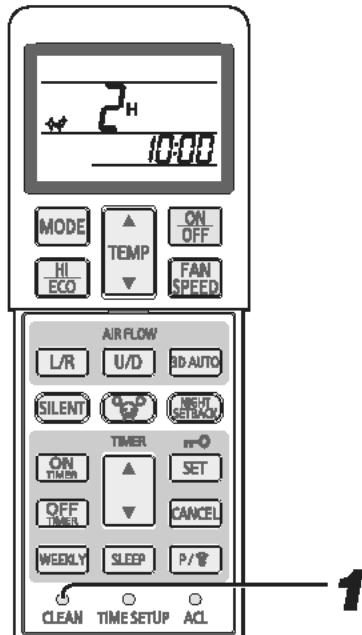 2H
10:00
MODE TEMP ON OFF
HI ECO FAN SPEED
AIR FLOW
L/R U/D 3D AUTO
SILENT NIGHT SETBACK
TIMER
ON TIMER SET
OFF TIMER CANCEL
WEEKLY SLEEP P/
CLEAN TIME SETUP ACL
1